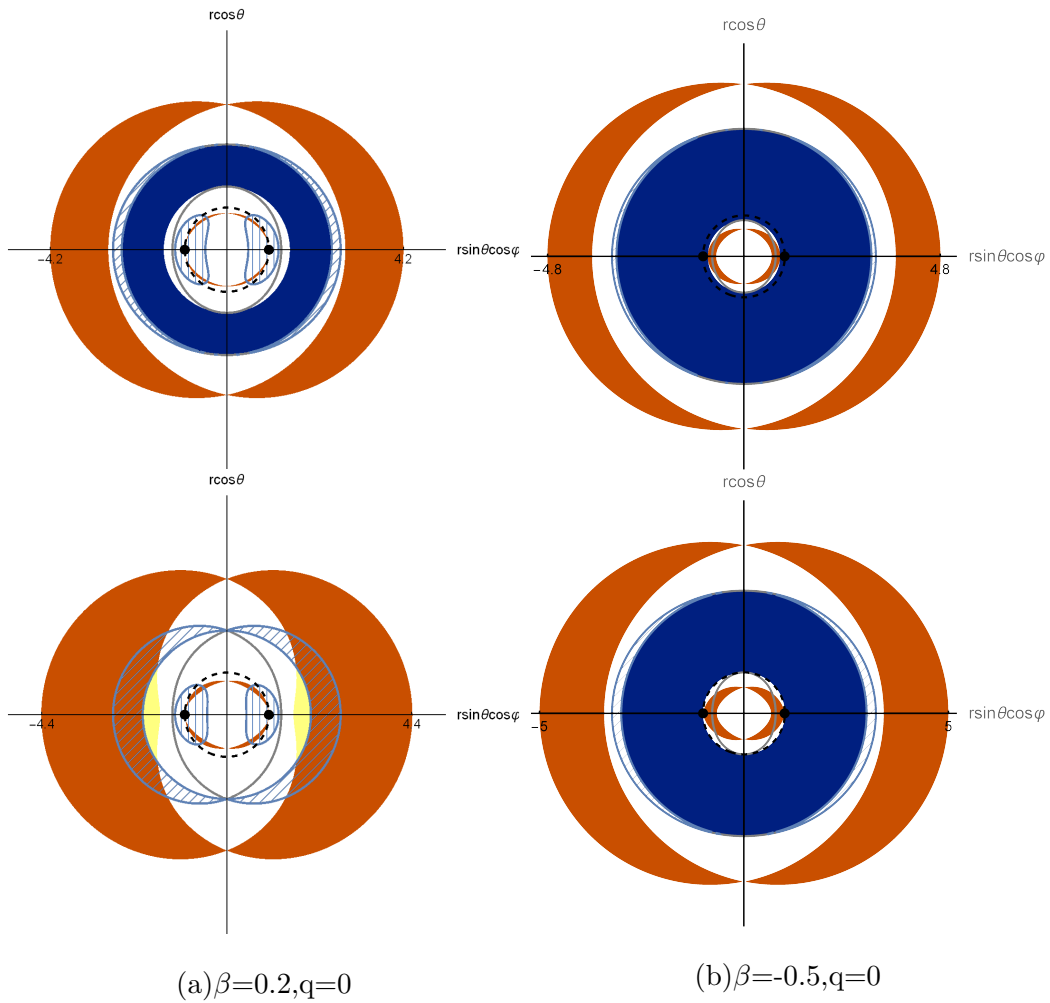 rcosθ
rcosθ
-4.2
4.2
rsinθcosφ
-4.8
4.8
rsinθcosφ
rcosθ
rcosθ
-4.4
4.4
rsinθcosφ
-5
5
rsinθcosφ
(a)β=0.2,q=0
(b)β=-0.5,q=0